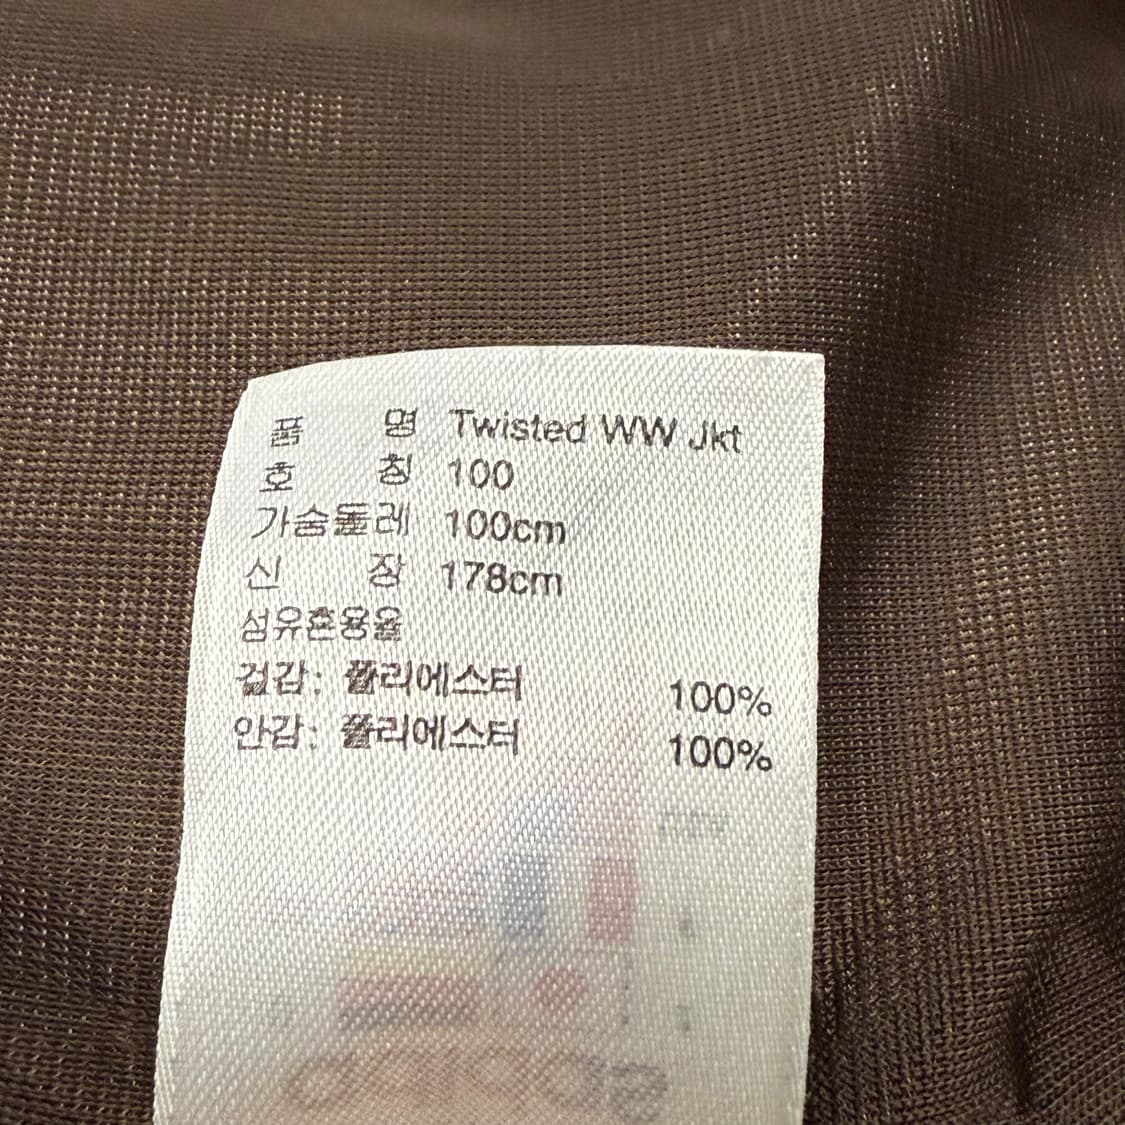 품 명 Twisted WW Jkt
호 칭 100
가슴둘레 100cm
신 장 178cm
섬유혼용율
겉감: 폴리에스터 100%
안감: 폴리에스터 100%